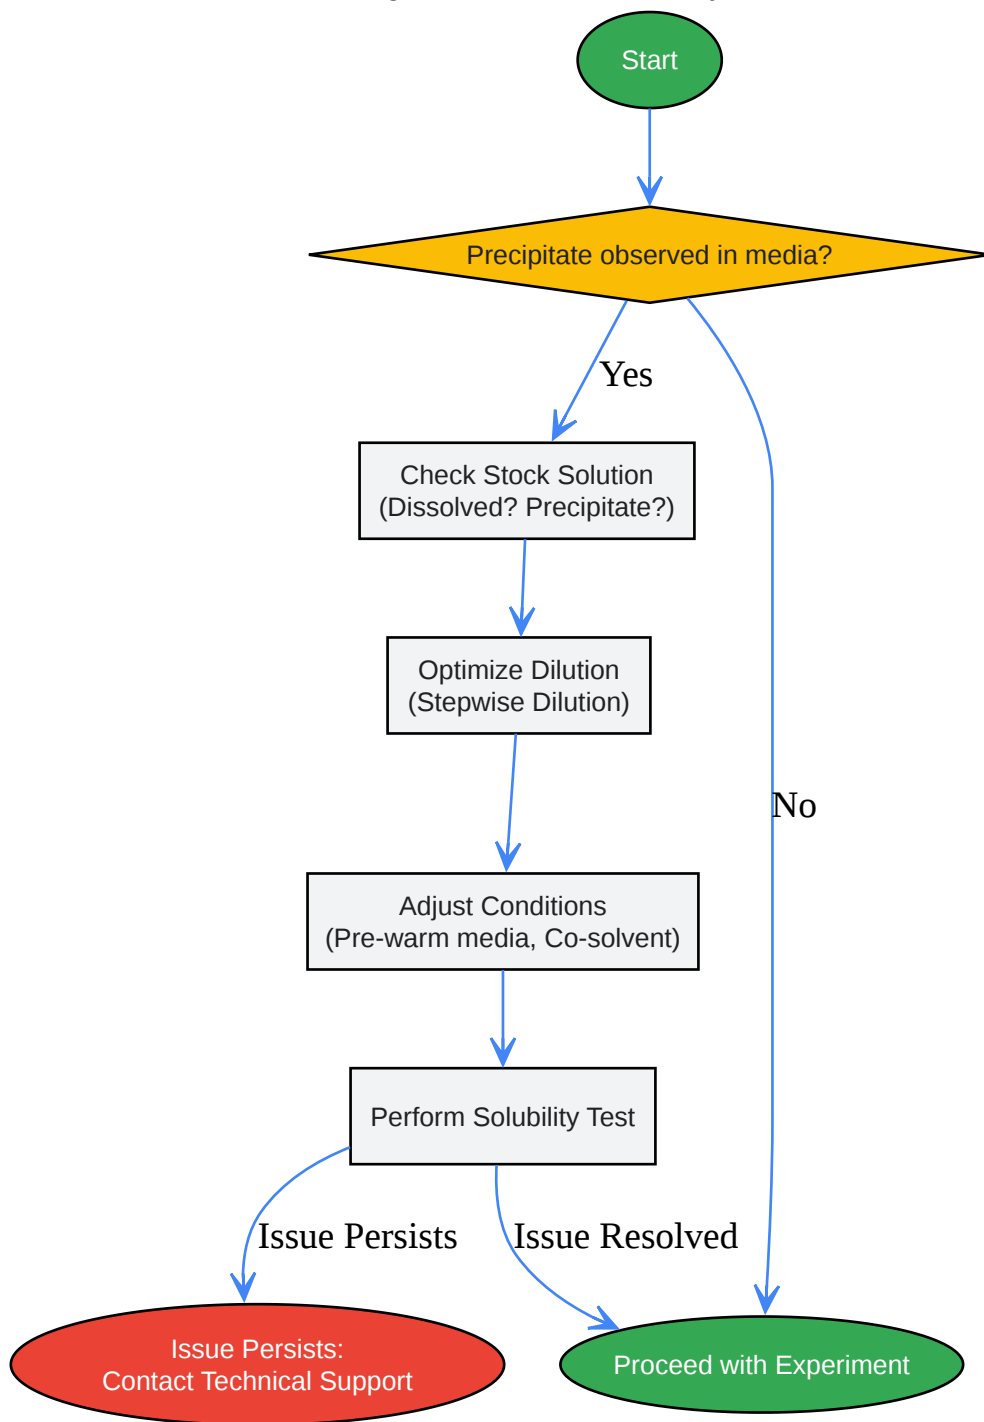 Start
Precipitate observed in media?
Yes
Check Stock Solution
(Dissolved? Precipitate?)
Optimize Dilution
(Stepwise Dilution)
No
Adjust Conditions
(Pre-warm media, Co-solvent)
Perform Solubility Test
Issue Persists
Issue Resolved
Issue Persists:
Contact Technical Support
Proceed with Experiment